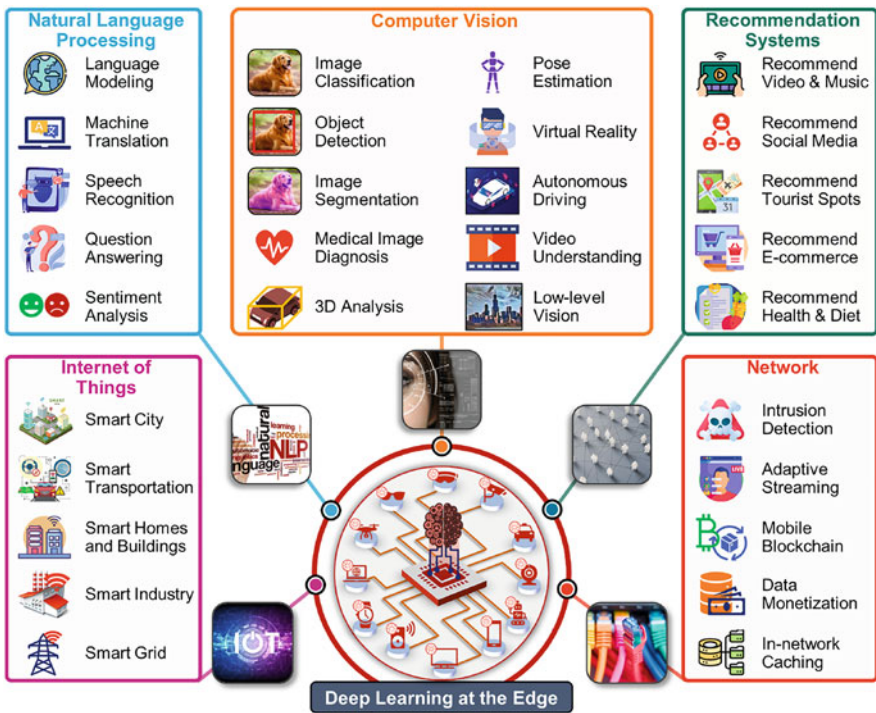 Natural Language
Processing
Language
Modeling
Machine
Translation
Speech
Recognition
Question
Answering
Sentiment
Analysis
Computer Vision
Image
Classification
Object
Detection
Image
Segmentation
Medical Image
Diagnosis
3D Analysis
Pose
Estimation
Virtual Reality
Autonomous
Driving
Video
Understanding
Low-level
Vision
Recommendation
Systems
Recommend
Video & Music
Recommend
Social Media
Recommend
Tourist Spots
31
Recommend
E-commerce
Recommend
Health & Diet
Internet of
Things
Smart City
Smart
Transportation
Smart Homes
and Buildings
Smart Industry
Smart Grid
natural
learning
processing
NLP
nguage
IOT
Network
Intrusion
Detection
LIVE
Adaptive
Streaming
Mobile
Blockchain
Data
Monetization
In-network
Caching
Deep Learning at the Edge